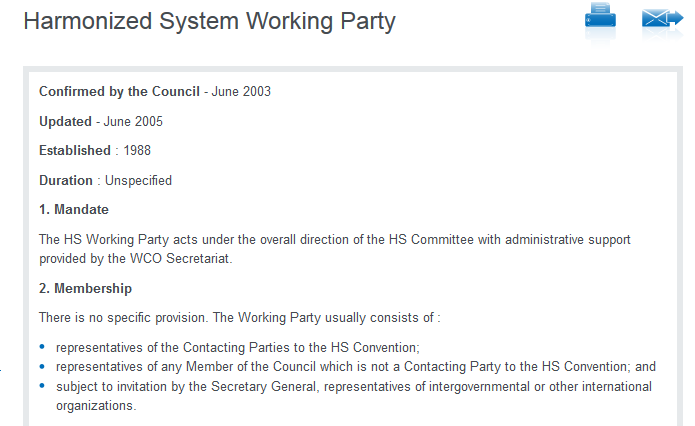 Harmonized System Working Party
Confirmed by the Council - June 2003
Updated - June 2005
Established : 1988
Duration : Unspecified
1. Mandate
The HS Working Party acts under the overall direction of the HS Committee with administrative support
provided by the WCO Secretariat.
2. Membership
There is no specific provision. The Working Party usually consists of :
representatives of the Contacting Parties to the HS Convention;
representatives of any Member of the Council which is not a Contacting Party to the HS Convention; and
subject to invitation by the Secretary General, representatives of intergovernmental or other international
organizations.